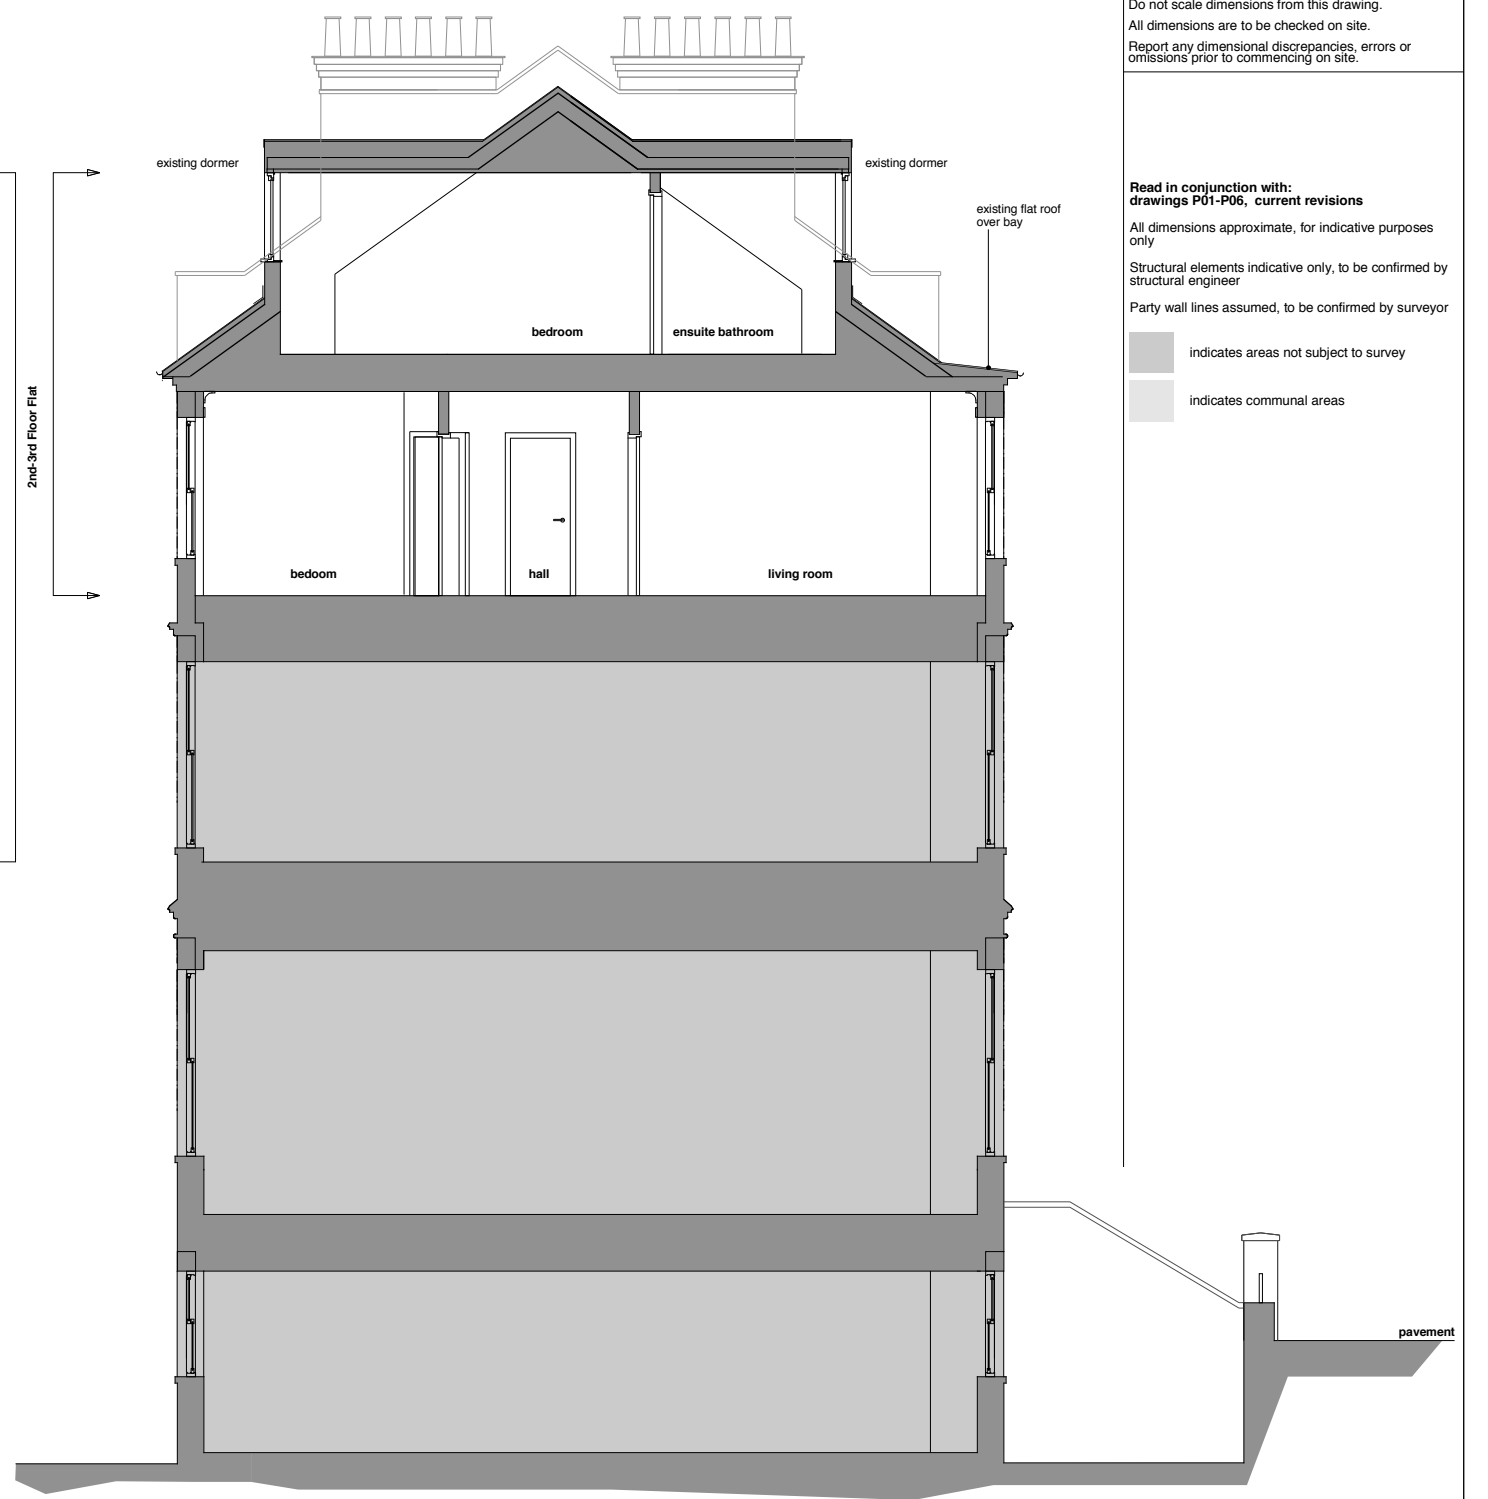 Do not scale dimensions from this drawing.
All dimensions are to be checked on site.
Report any dimensional discrepancies, errors or
omissions prior to commencing on site.
existing dormer
existing dormer
existing flat roof
over bay
Read in conjunction with:
drawings P01-P06, current revisions
All dimensions approximate, for indicative purposes
only
Structural elements indicative only, to be confirmed by
structural engineer
Party wall lines assumed, to be confirmed by surveyor
indicates areas not subject to survey
indicates communal areas
bedroom
ensuite bathroom
2nd-3rd Floor Flat
bedoom
hall
living room
pavement